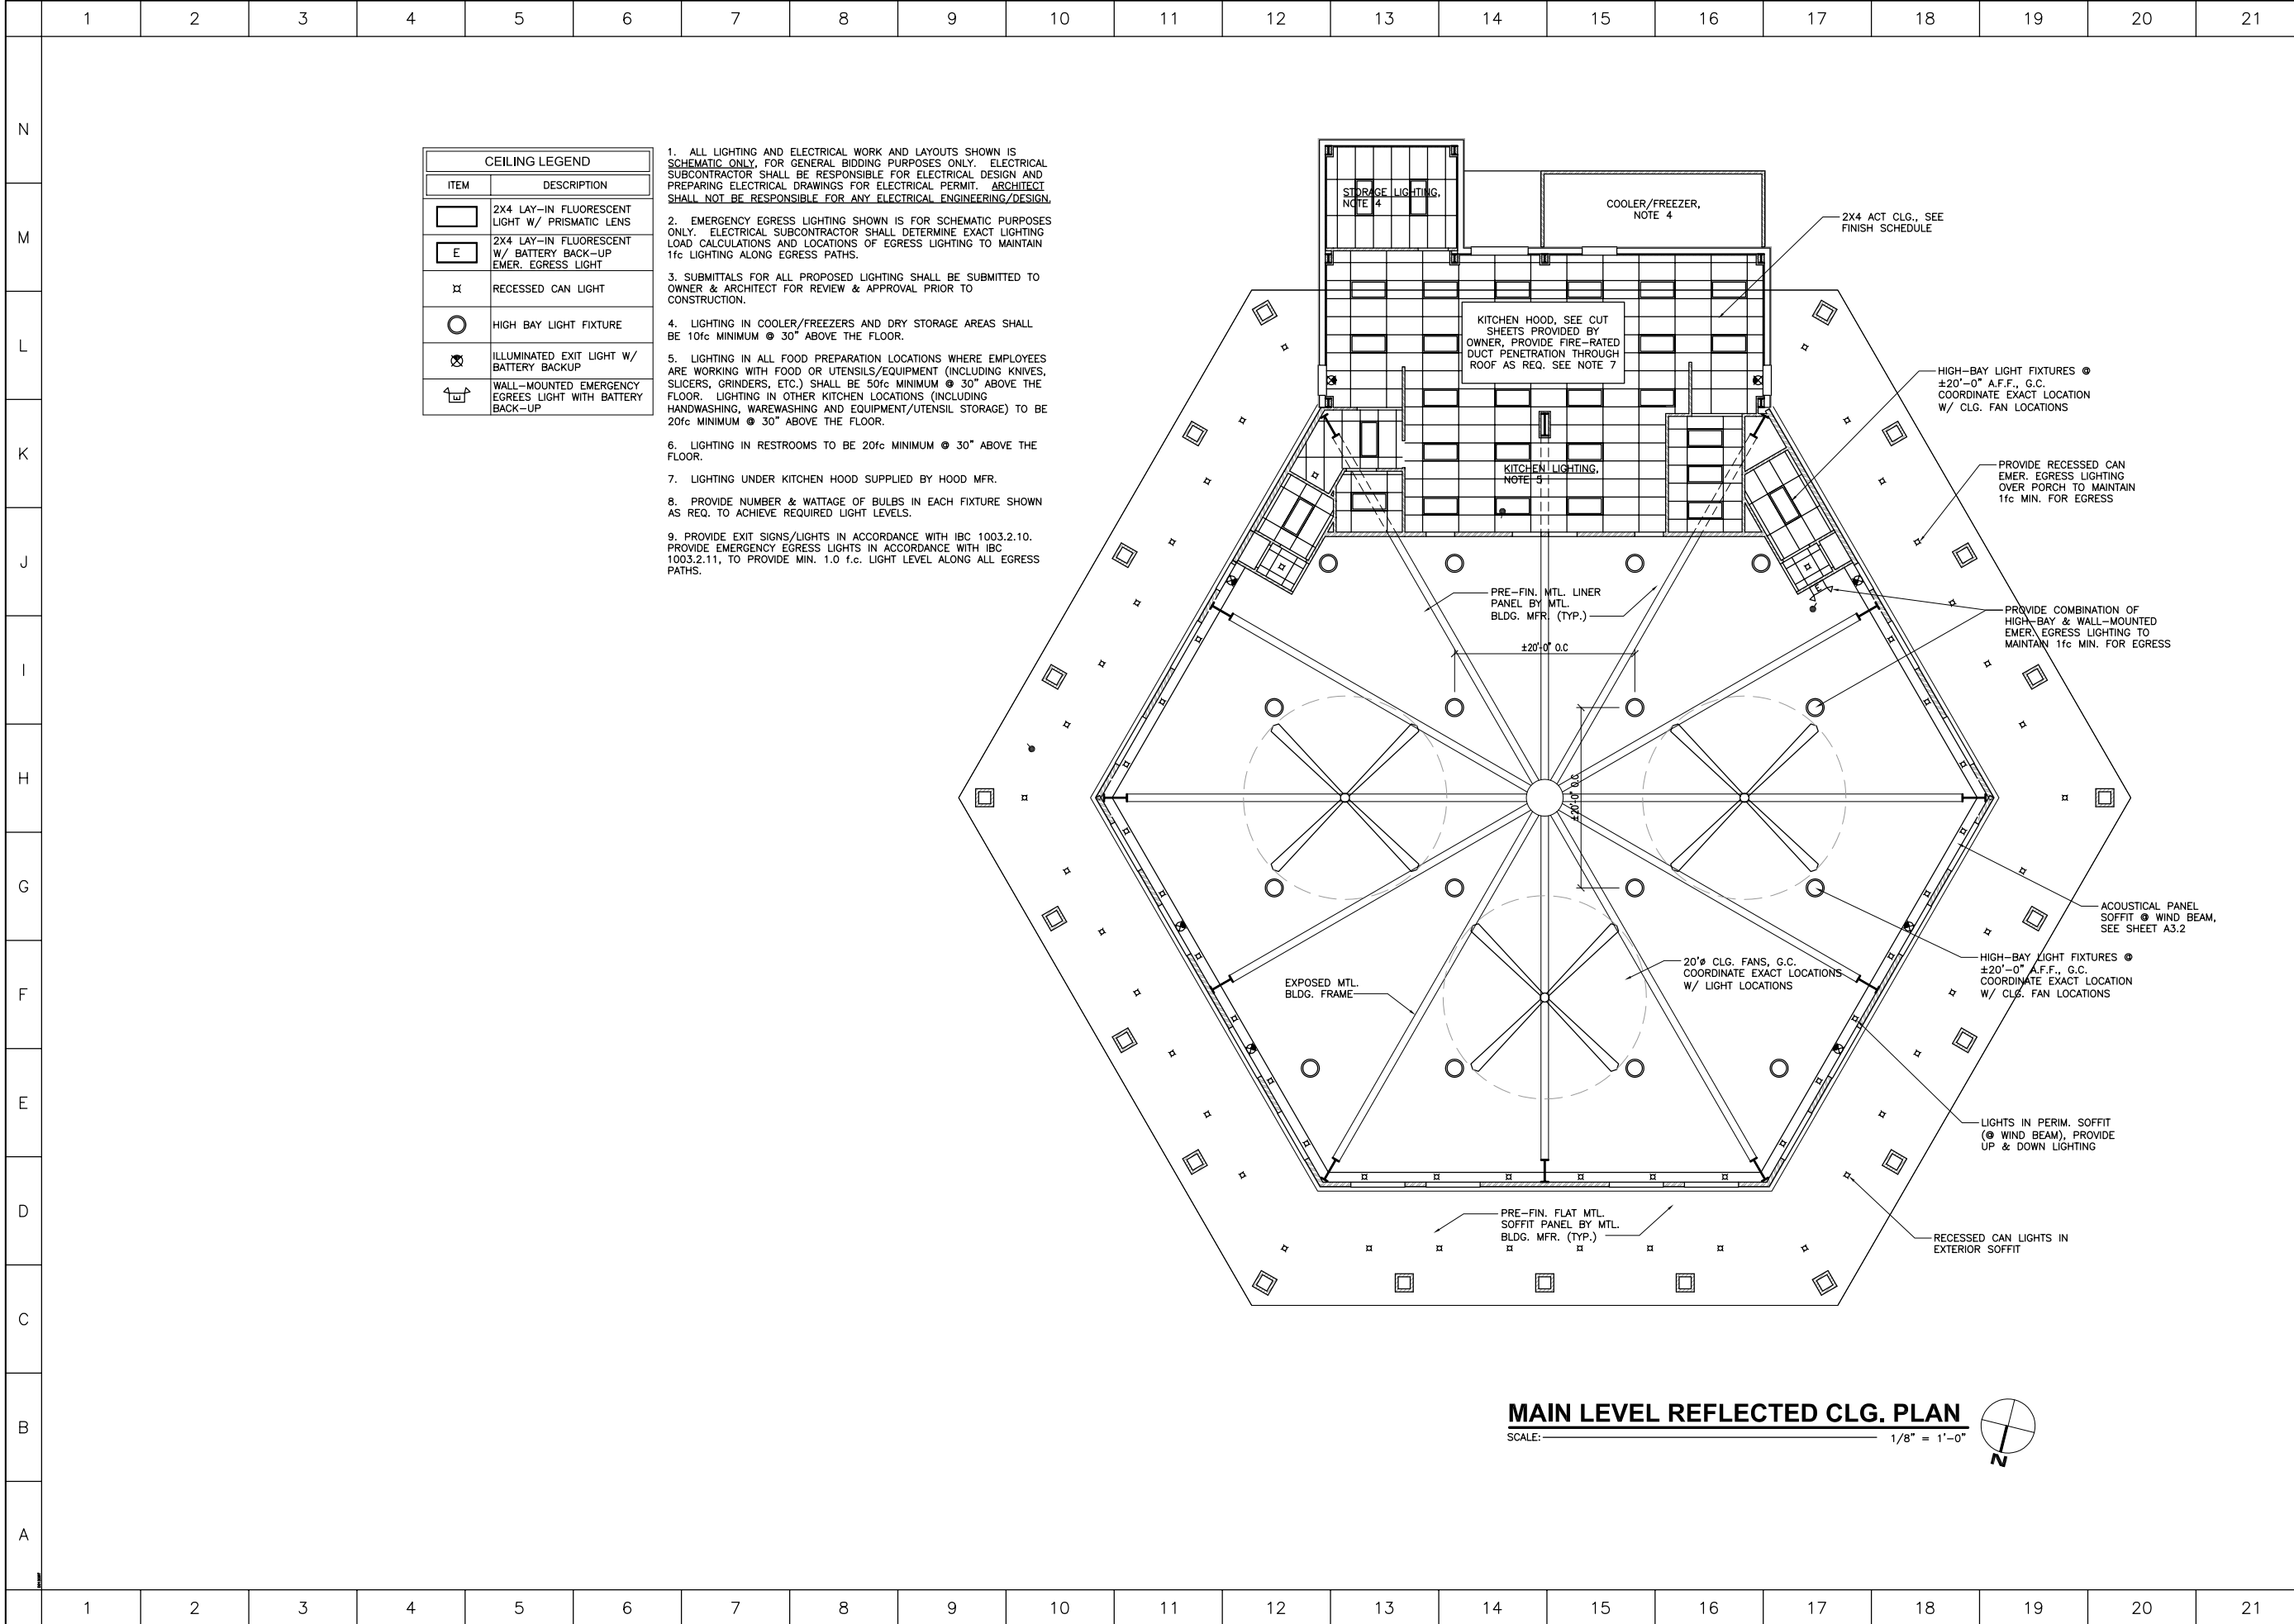 1 2 3 4 5 6 7 8 9 10 11 12 13 14 15 16 17 18 19 20 21
N
M
L
K
J
I
H
G
F
E
D
C
B
A
CEILING LEGEND
ITEM DESCRIPTION
2X4 LAY-IN FLUORESCENT
LIGHT W/ PRISMATIC LENS
E
2X4 LAY-IN FLUORESCENT
W/ BATTERY BACK-UP
EMER. EGRESS LIGHT
RECESSED CAN LIGHT
HIGH BAY LIGHT FIXTURE
ILLUMINATED EXIT LIGHT W/
BATTERY BACKUP
E
WALL-MOUNTED EMERGENCY
EGREES LIGHT WITH BATTERY
BACK-UP
1. ALL LIGHTING AND ELECTRICAL WORK AND LAYOUTS SHOWN IS
SCHEMATIC ONLY, FOR GENERAL BIDDING PURPOSES ONLY. ELECTRICAL
SUBCONTRACTOR SHALL BE RESPONSIBLE FOR ELECTRICAL DESIGN AND
PREPARING ELECTRICAL DRAWINGS FOR ELECTRICAL PERMIT. ARCHITECT
SHALL NOT BE RESPONSIBLE FOR ANY ELECTRICAL ENGINEERING/DESIGN.
2. EMERGENCY EGRESS LIGHTING SHOWN IS FOR SCHEMATIC PURPOSES
ONLY. ELECTRICAL SUBCONTRACTOR SHALL DETERMINE EXACT LIGHTING
LOAD CALCULATIONS AND LOCATIONS OF EGRESS LIGHTING TO MAINTAIN
1fc LIGHTING ALONG EGRESS PATHS.
3. SUBMITTALS FOR ALL PROPOSED LIGHTING SHALL BE SUBMITTED TO
OWNER & ARCHITECT FOR REVIEW & APPROVAL PRIOR TO
CONSTRUCTION.
4. LIGHTING IN COOLER/FREEZERS AND DRY STORAGE AREAS SHALL
BE 10fc MINIMUM @ 30" ABOVE THE FLOOR.
5. LIGHTING IN ALL FOOD PREPARATION LOCATIONS WHERE EMPLOYEES
ARE WORKING WITH FOOD OR UTENSILS/EQUIPMENT (INCLUDING KNIVES,
SLICERS, GRINDERS, ETC.) SHALL BE 50fc MINIMUM @ 30" ABOVE THE
FLOOR. LIGHTING IN OTHER KITCHEN LOCATIONS (INCLUDING
HANDWASHING, WAREWASHING AND EQUIPMENT/UTENSIL STORAGE) TO BE
20fc MINIMUM @ 30" ABOVE THE FLOOR.
6. LIGHTING IN RESTROOMS TO BE 20fc MINIMUM @ 30" ABOVE THE
FLOOR.
7. LIGHTING UNDER KITCHEN HOOD SUPPLIED BY HOOD MFR.
8. PROVIDE NUMBER & WATTAGE OF BULBS IN EACH FIXTURE SHOWN
AS REQ. TO ACHIEVE REQUIRED LIGHT LEVELS.
9. PROVIDE EXIT SIGNS/LIGHTS IN ACCORDANCE WITH IBC 1003.2.10.
PROVIDE EMERGENCY EGRESS LIGHTS IN ACCORDANCE WITH IBC
1003.2.11, TO PROVIDE MIN. 1.0 f.c. LIGHT LEVEL ALONG ALL EGRESS
PATHS.
STORAGE LIGHTING,
NOTE 4
COOLER/FREEZER,
NOTE 4
2X4 ACT CLG., SEE
FINISH SCHEDULE
KITCHEN HOOD, SEE CUT
SHEETS PROVIDED BY
OWNER, PROVIDE FIRE-RATED
DUCT PENETRATION THROUGH
ROOF AS REQ. SEE NOTE 7
HIGH-BAY LIGHT FIXTURES @
±20'-0" A.F.F., G.C.
COORDINATE EXACT LOCATION
W/ CLG. FAN LOCATIONS
KITCHEN LIGHTING,
NOTE 5
PROVIDE RECESSED CAN
EMER. EGRESS LIGHTING
OVER PORCH TO MAINTAIN
1fc MIN. FOR EGRESS
PRE-FIN. MTL. LINER
PANEL BY MTL.
BLDG. MFR. (TYP.)
E
PROVIDE COMBINATION OF
HIGH-BAY & WALL-MOUNTED
EMER. EGRESS LIGHTING TO
MAINTAIN 1fc MIN. FOR EGRESS
±20'-0" O.C
±20'-0" O.C
ACOUSTICAL PANEL
SOFFIT @ WIND BEAM,
SEE SHEET A3.2
EXPOSED MTL.
BLDG. FRAME
20'ø CLG. FANS, G.C.
COORDINATE EXACT LOCATIONS
W/ LIGHT LOCATIONS
HIGH-BAY LIGHT FIXTURES @
±20'-0" A.F.F., G.C.
COORDINATE EXACT LOCATION
W/ CLG. FAN LOCATIONS
LIGHTS IN PERIM. SOFFIT
(@ WIND BEAM), PROVIDE
UP & DOWN LIGHTING
PRE-FIN. FLAT MTL.
SOFFIT PANEL BY MTL.
BLDG. MFR. (TYP.)
RECESSED CAN LIGHTS IN
EXTERIOR SOFFIT
MAIN LEVEL REFLECTED CLG. PLAN
SCALE: 1/8" = 1'-0"
N
1 2 3 4 5 6 7 8 9 10 11 12 13 14 15 16 17 18 19 20 21